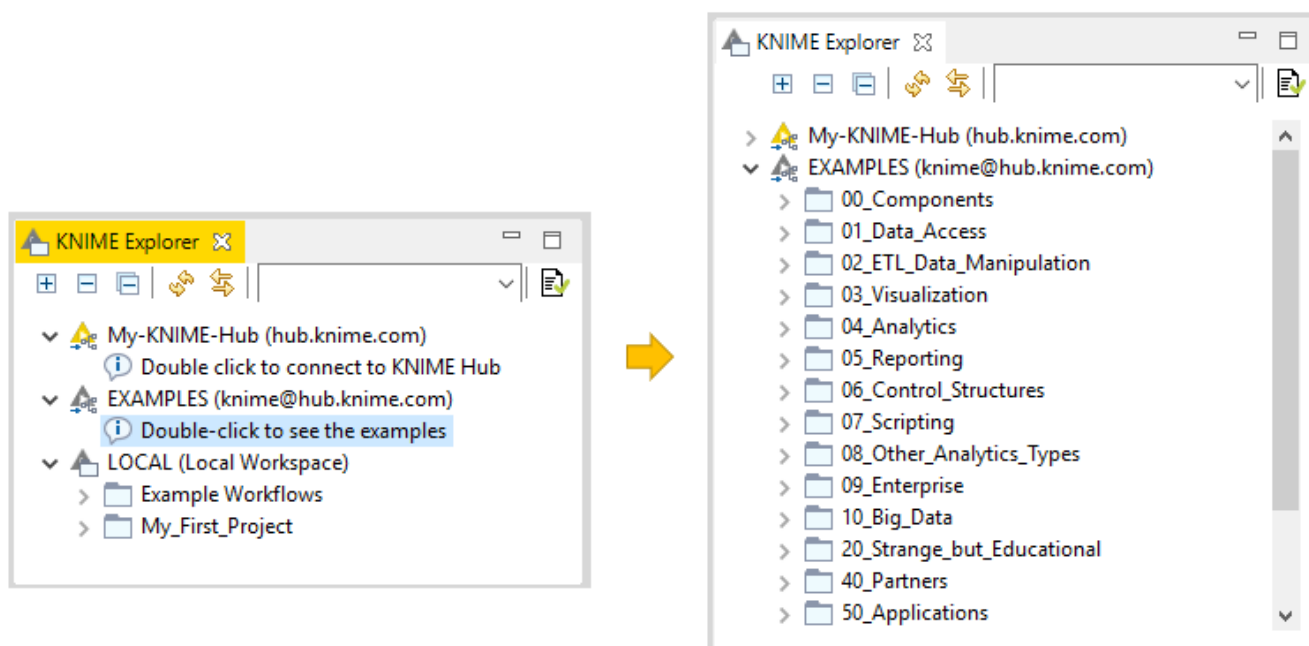 KNIME Explorer
My-KNIME-Hub (hub.knime.com)
Double click to connect to KNIME Hub
EXAMPLES (knime@hub.knime.com)
Double-click to see the examples
LOCAL (Local Workspace)
Example Workflows
My_First_Project
KNIME Explorer
My-KNIME-Hub (hub.knime.com)
EXAMPLES (knime@hub.knime.com)
00_Components
01_Data_Access
02_ETL_Data_Manipulation
03_Visualization
04_Analytics
05_Reporting
06_Control_Structures
07_Scripting
08_Other_Analytics_Types
09_Enterprise
10_Big_Data
20_Strange_but_Educational
40_Partners
50_Applications